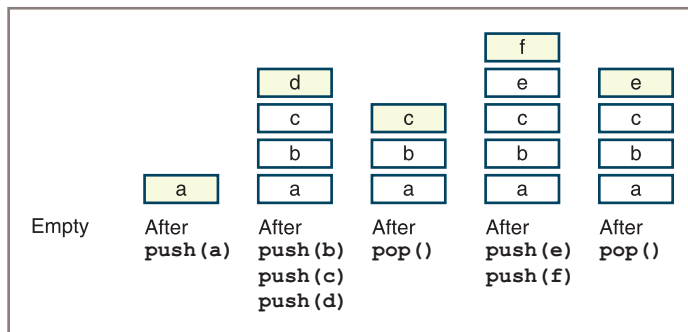 f
d
e
e
c
c
c
c
b
b
b
b
a
a
a
a
a
Empty
After
After
After
After
After
push(a)
push(b)
pop()
push(e)
pop()
push(c)
push(f)
push(d)